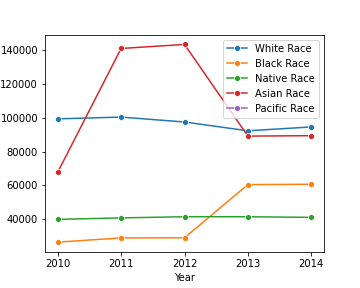 140000
120000
100000
80000
60000
40000
2010
2011
2012
2013
2014
Year
White Race
Black Race
Native Race
Asian Race
Pacific Race